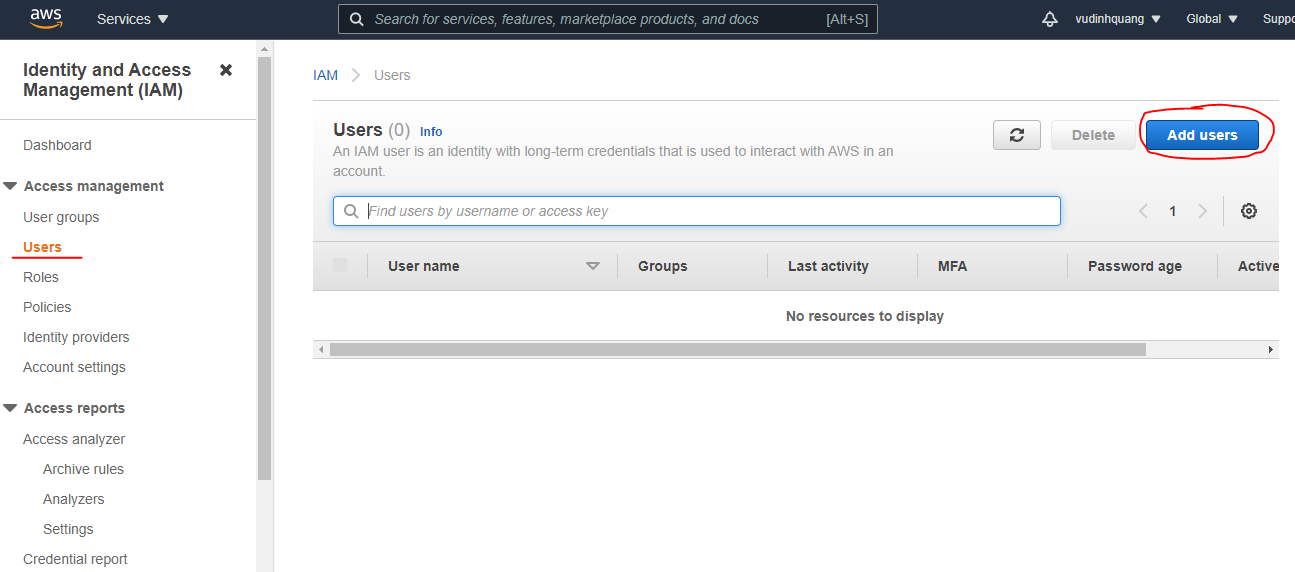 aws
Services
Search for services, features, marketplace products, and docs
[Alt+S]
vudinhquang
Global
Suppo
Identity and Access
Management (IAM)
Dashboard
Access management
User groups
Users
Roles
Policies
Identity providers
Account settings
Access reports
Access analyzer
Archive rules
Analyzers
Settings
Credential report
IAM
Users
Users (0) Info
An IAM user is an identity with long-term credentials that is used to interact with AWS in an
account.
Delete
Add users
Find users by username or access key
1
User name
Groups
Last activity
MFA
Password age
Active
No resources to display